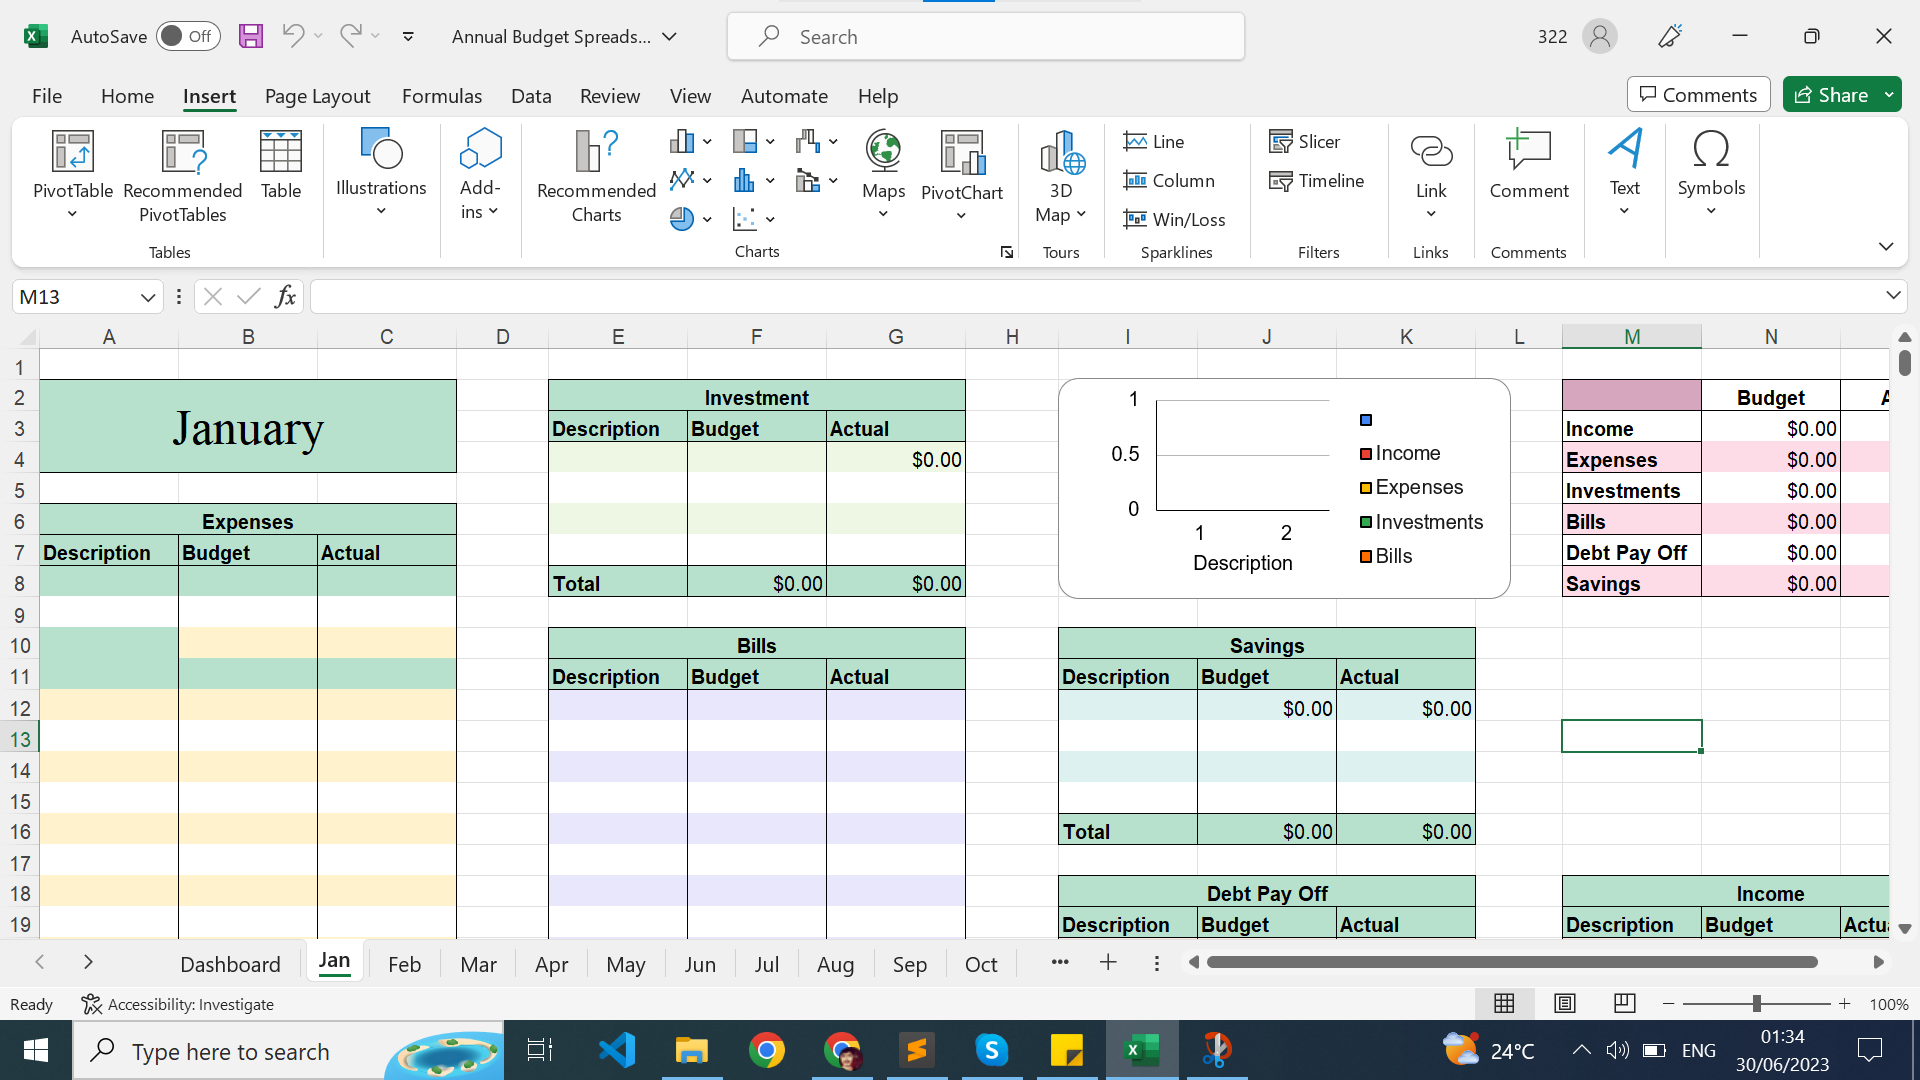 AutoSave Off Annual Budget Spreads... Search 322
File Home Insert Page Layout Formulas Data Review View Automate Help Comments Share
PivotTable Recommended PivotTables Table Illustrations Add-ins Recommended Charts Maps PivotChart 3D Map Line Column Win/Loss Slicer Timeline Link Comment Text Symbols
Tables Charts Tours Sparklines Filters Links Comments
M13 fx
A B C D E F G H I J K L M N
1
2 January Investment 1 Budget
3 Description Budget Actual Income $0.00
4 $0.00 0.5 Income Expenses $0.00
5 Expenses Investments $0.00
6 Expenses 0 Investments Bills $0.00
7 Description Budget Actual 1 2 Bills Debt Pay Off $0.00
8 Total $0.00 $0.00 Description Savings $0.00
9
10 Bills Savings
11 Description Budget Actual Description Budget Actual
12 $0.00 $0.00
13
14
15
16 Total $0.00 $0.00
17
18 Debt Pay Off Income
19 Description Budget Actual Description Budget
Dashboard Jan Feb Mar Apr May Jun Jul Aug Sep Oct ...
Ready Accessibility: Investigate 100%
Type here to search 24°C ENG 01:34
30/06/2023